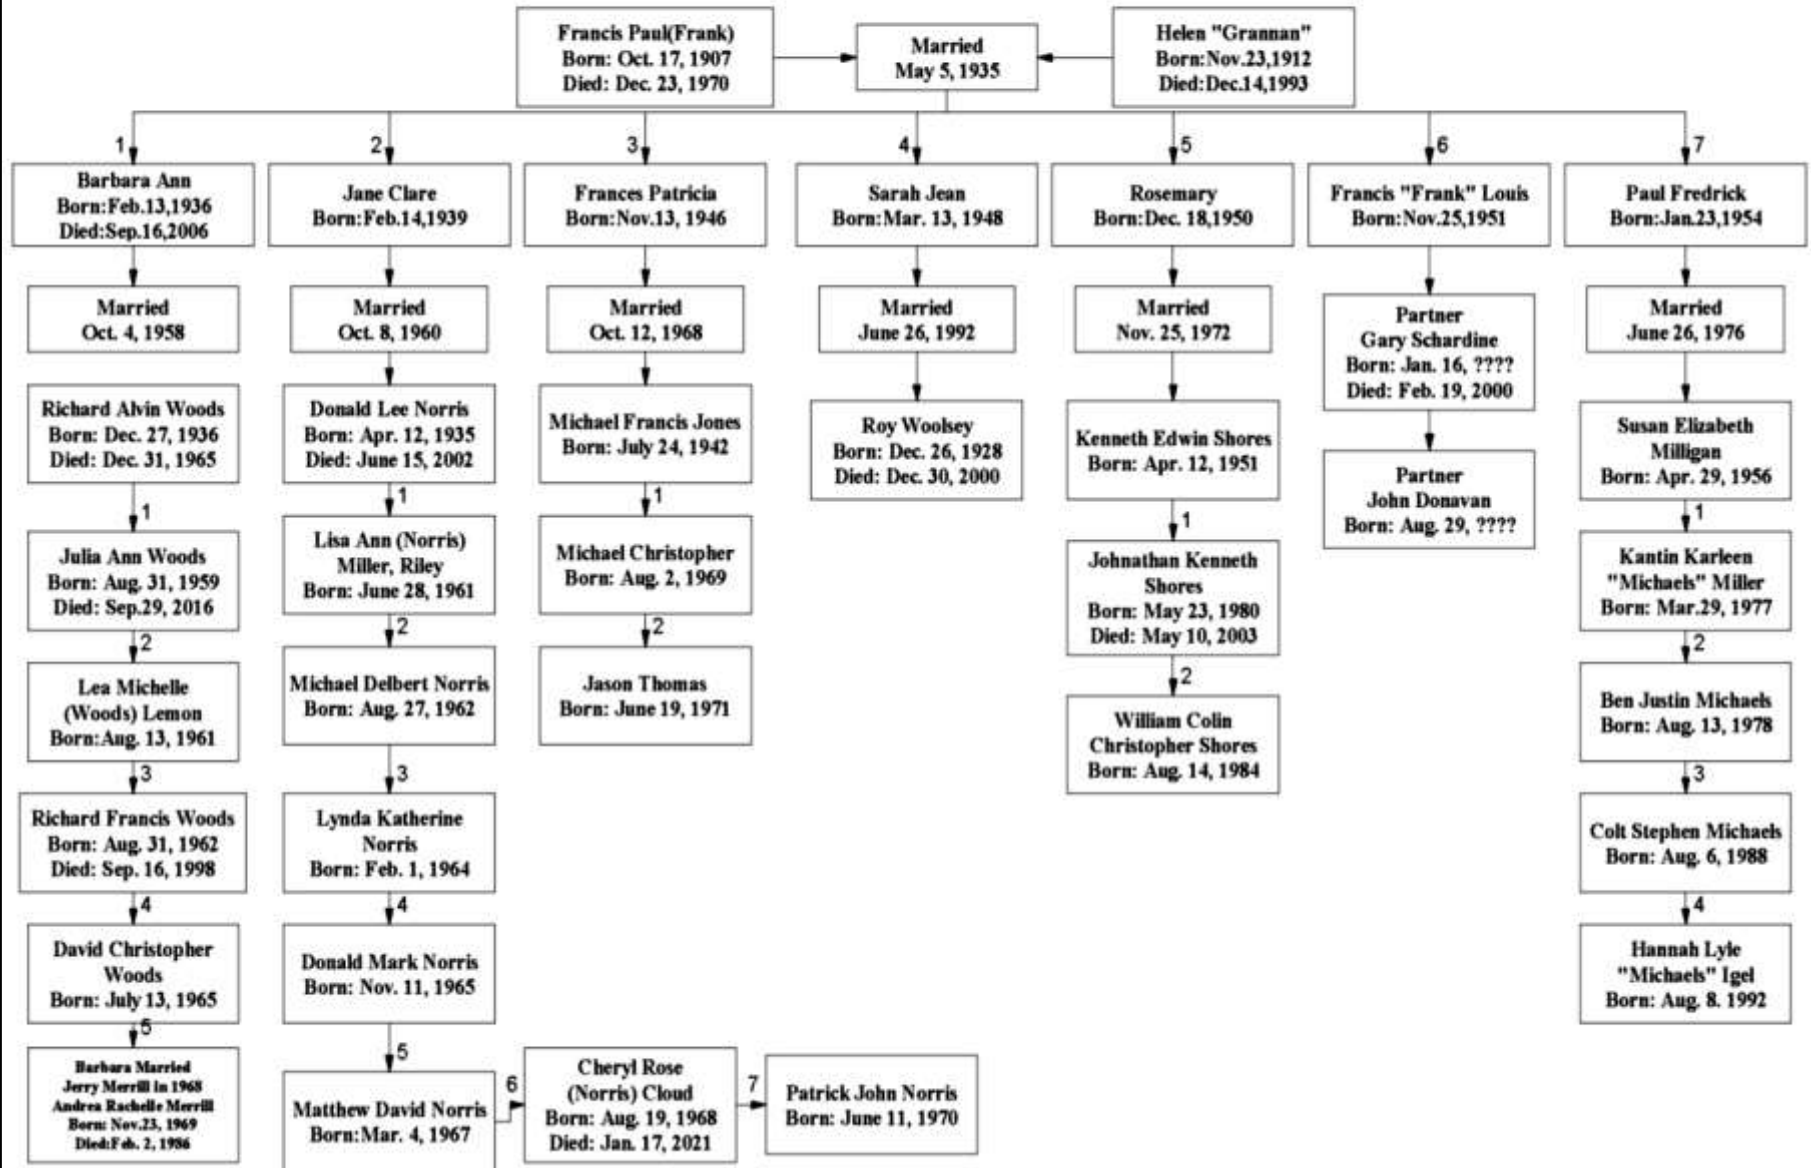 Francis Paul(Frank)
Born: Oct. 17, 1907
Died: Dec. 23, 1970
Married
May 5, 1935
Helen "Grannan"
Born:Nov.23,1912
Died:Dec.14,1993
1
Barbara Ann
Born:Feb.13,1936
Died:Sep.16,2006
Married
Oct. 4, 1958
Richard Alvin Woods
Born: Dec. 27, 1936
Died: Dec. 31, 1965
1
Julia Ann Woods
Born: Aug. 31, 1959
Died: Sep.29, 2016
2
Lea Michelle
(Woods) Lemon
Born:Aug. 13, 1961
3
Richard Francis Woods
Born: Aug. 31, 1962
Died: Sep. 16, 1998
4
David Christopher
Woods
Born: July 13, 1965
5
Barbara Married
Jerry Merrill in 1968
Andrea Rachelle Merrill
Born: Nov.23, 1969
Died:Feb. 2, 1986
2
Jane Clare
Born:Feb.14,1939
Married
Oct. 8, 1960
Donald Lee Norris
Born: Apr. 12, 1935
Died: June 15, 2002
1
Lisa Ann (Norris)
Miller, Riley
Born: June 28, 1961
2
Michael Delbert Norris
Born: Aug. 27, 1962
3
Lynda Katherine
Norris
Born: Feb. 1, 1964
4
Donald Mark Norris
Born: Nov. 11, 1965
5
Matthew David Norris
Born:Mar. 4, 1967
6
Cheryl Rose
(Norris) Cloud
Born: Aug. 19, 1968
Died: Jan. 17, 2021
7
Patrick John Norris
Born: June 11, 1970
3
Frances Patricia
Born:Nov.13, 1946
Married
Oct. 12, 1968
Michael Francis Jones
Born: July 24, 1942
1
Michael Christopher
Born: Aug. 2, 1969
2
Jason Thomas
Born: June 19, 1971
4
Sarah Jean
Born:Mar. 13, 1948
Married
June 26, 1992
Roy Woolsey
Born: Dec. 26, 1928
Died: Dec. 30, 2000
5
Rosemary
Born:Dec. 18,1950
Married
Nov. 25, 1972
Kenneth Edwin Shores
Born: Apr. 12, 1951
1
Johnathan Kenneth
Shores
Born: May 23, 1980
Died: May 10, 2003
2
William Colin
Christopher Shores
Born: Aug. 14, 1984
6
Francis "Frank" Louis
Born:Nov.25,1951
Partner
Gary Schardine
Born: Jan. 16, ????
Died: Feb. 19, 2000
Partner
John Donavan
Born: Aug. 29, ????
7
Paul Fredrick
Born:Jan.23,1954
Married
June 26, 1976
Susan Elizabeth
Milligan
Born: Apr. 29, 1956
1
Kantin Karleen
"Michaels" Miller
Born: Mar.29, 1977
2
Ben Justin Michaels
Born: Aug. 13, 1978
3
Colt Stephen Michaels
Born: Aug. 6, 1988
4
Hannah Lyle
"Michaels" Igel
Born: Aug. 8. 1992